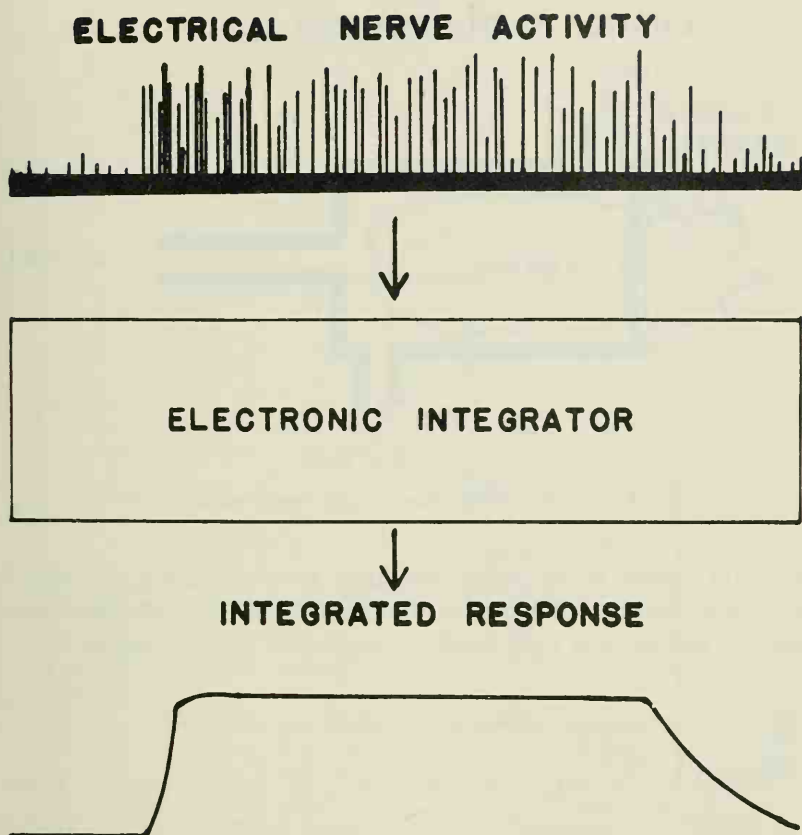 ELECTRICAL NERVE ACTIVITY
ELECTRONIC INTEGRATOR
INTEGRATED RESPONSE